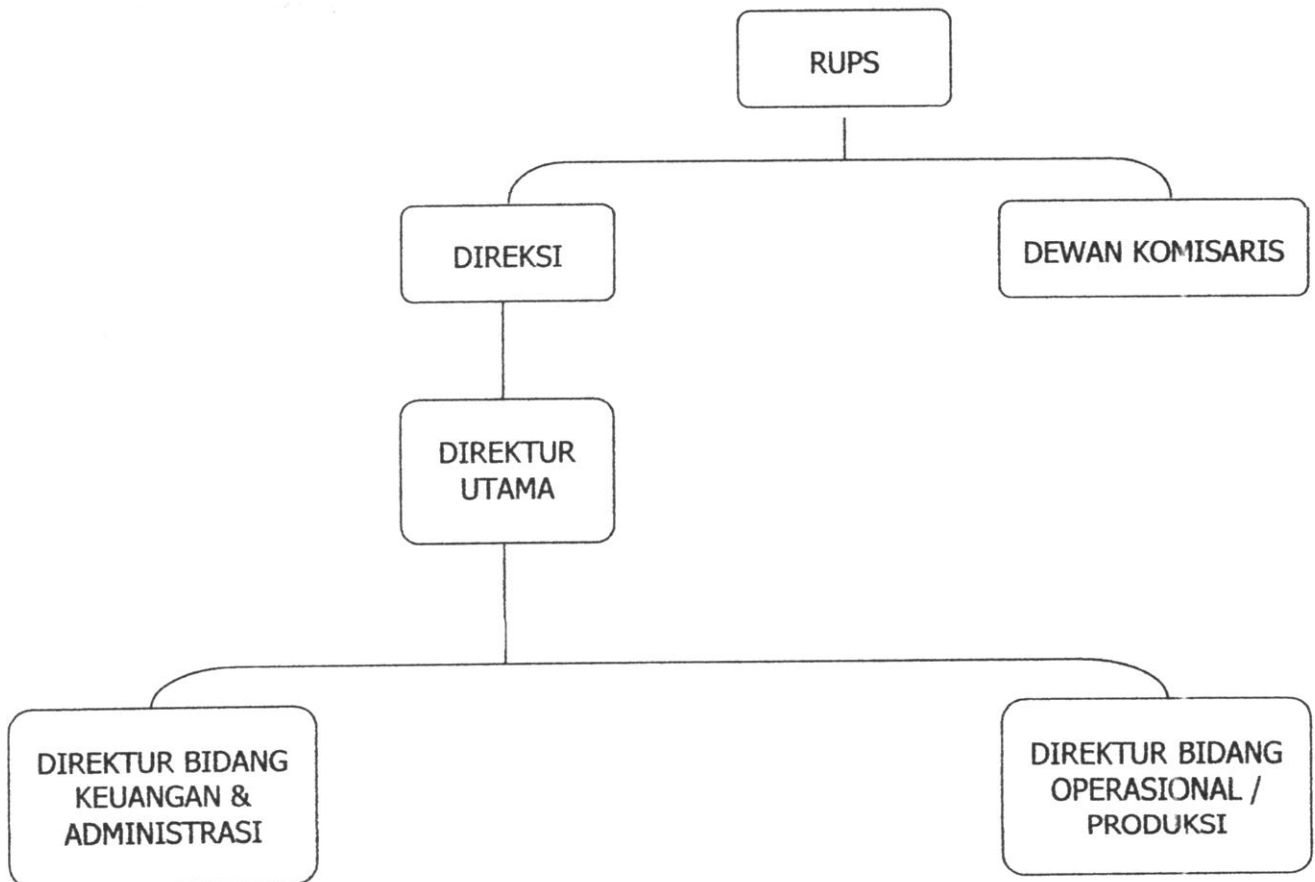 RUPS
DIREKSI
DEWAN KOMISARIS
DIREKTUR
UTAMA
DIREKTUR BIDANG
KEUANGAN &
ADMINISTRASI
DIREKTUR BIDANG
OPERASIONAL /
PRODUKSI